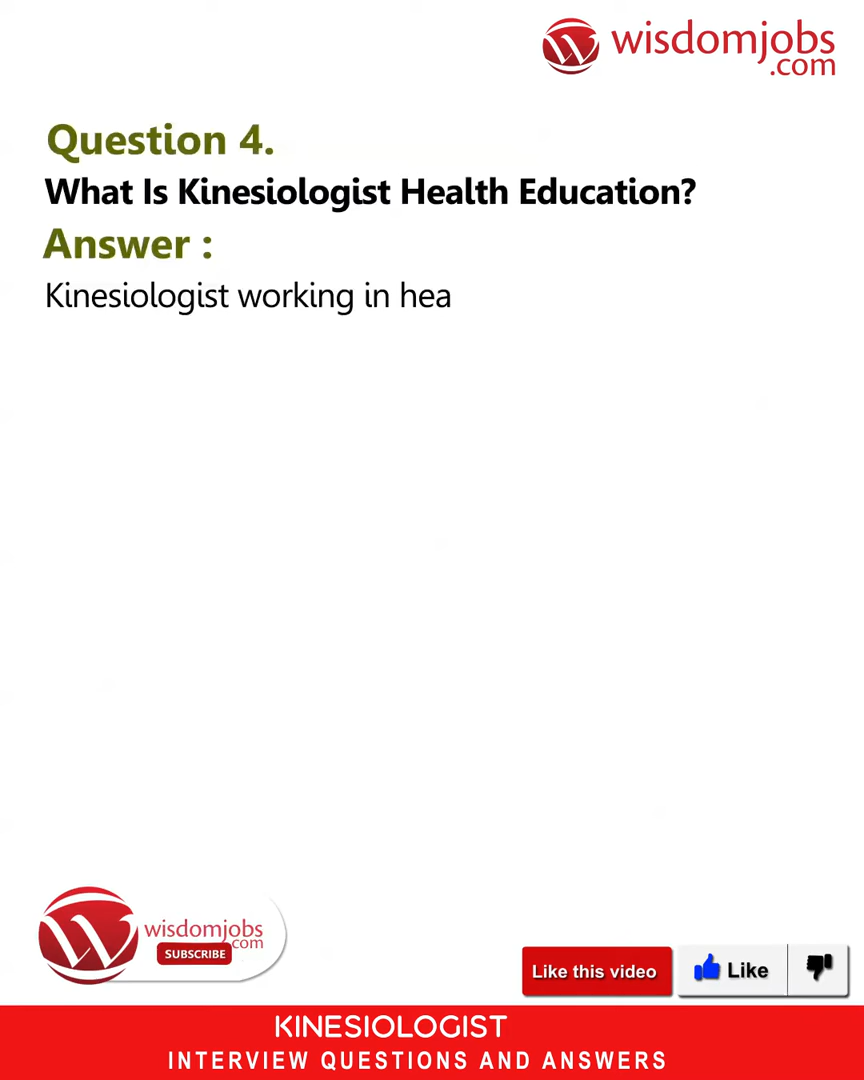 wisdomjobs
.com
Question 4.
What Is Kinesiologist Health Education?
Answer :
Kinesiologist working in hea
wisdomjobs
.com
SUBSCRIBE
Like this video
Like
KINESIOLOGIST
INTERVIEW QUESTIONS AND ANSWERS